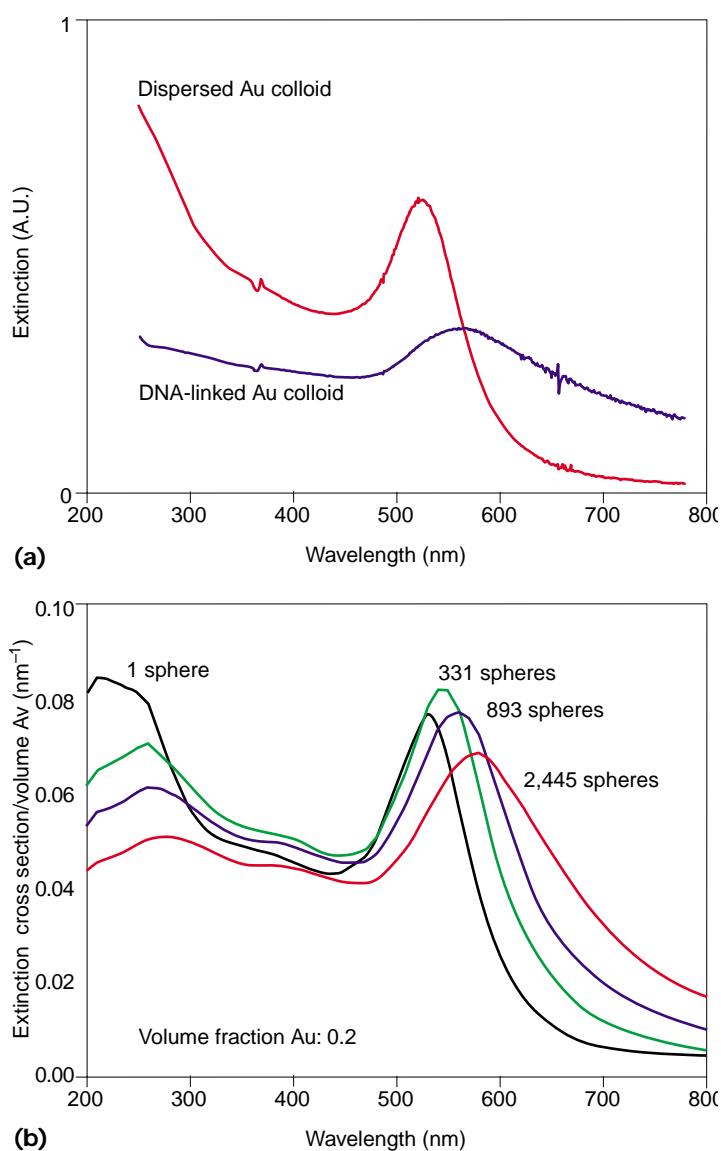 1
Dispersed Au colloid
Extinction (A.U.)
DNA-linked Au colloid
0
200 300 400 500 600 700 800
(a)
Wavelength (nm)
0.10
1 sphere
331 spheres
0.08
893 spheres
2,445 spheres
0.06
Extinction cross section/volume Av (nm⁻¹)
0.04
0.02
Volume fraction Au: 0.2
0.00
200 300 400 500 600 700 800
(b)
Wavelength (nm)